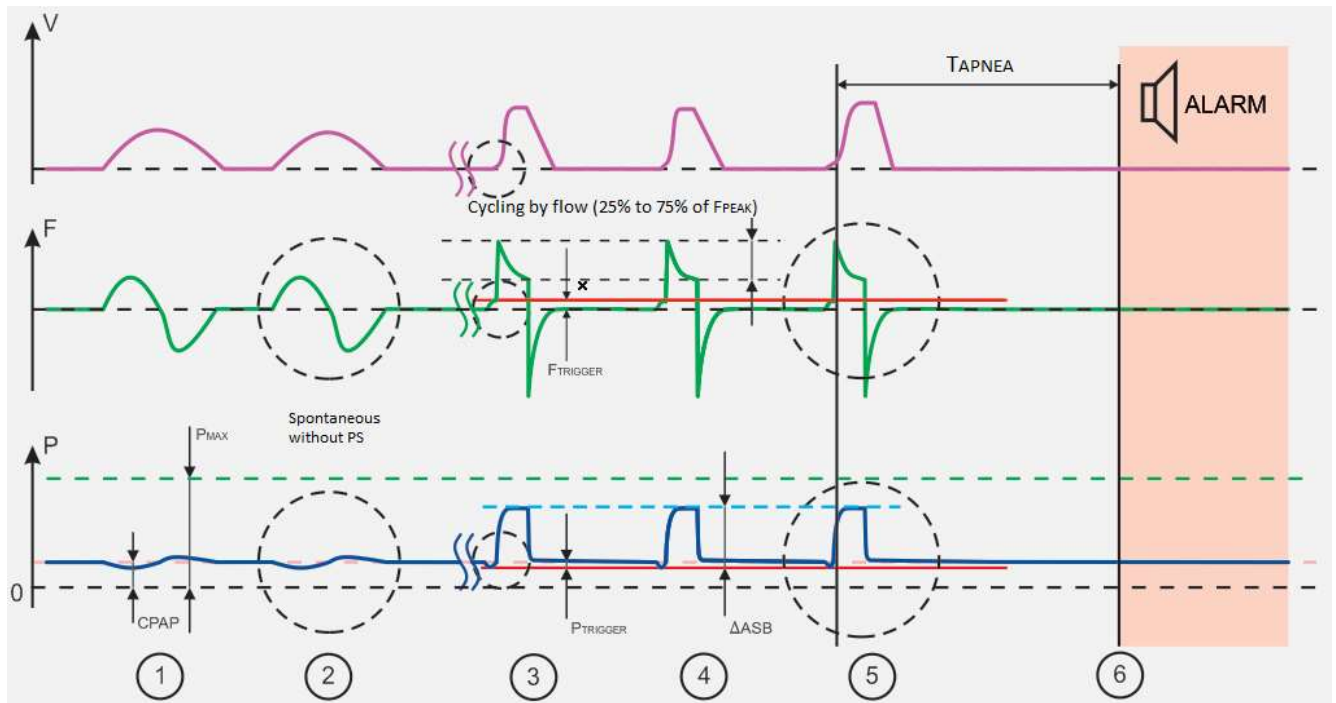 V
TAPNEA
ALARM
Cycling by flow (25% to 75% of FPEAK)
F
x
FTRIGGER
Spontaneous
without PS
PMAX
P
0
CPAP
PTRIGGER
ΔASB
1
2
3
4
5
6